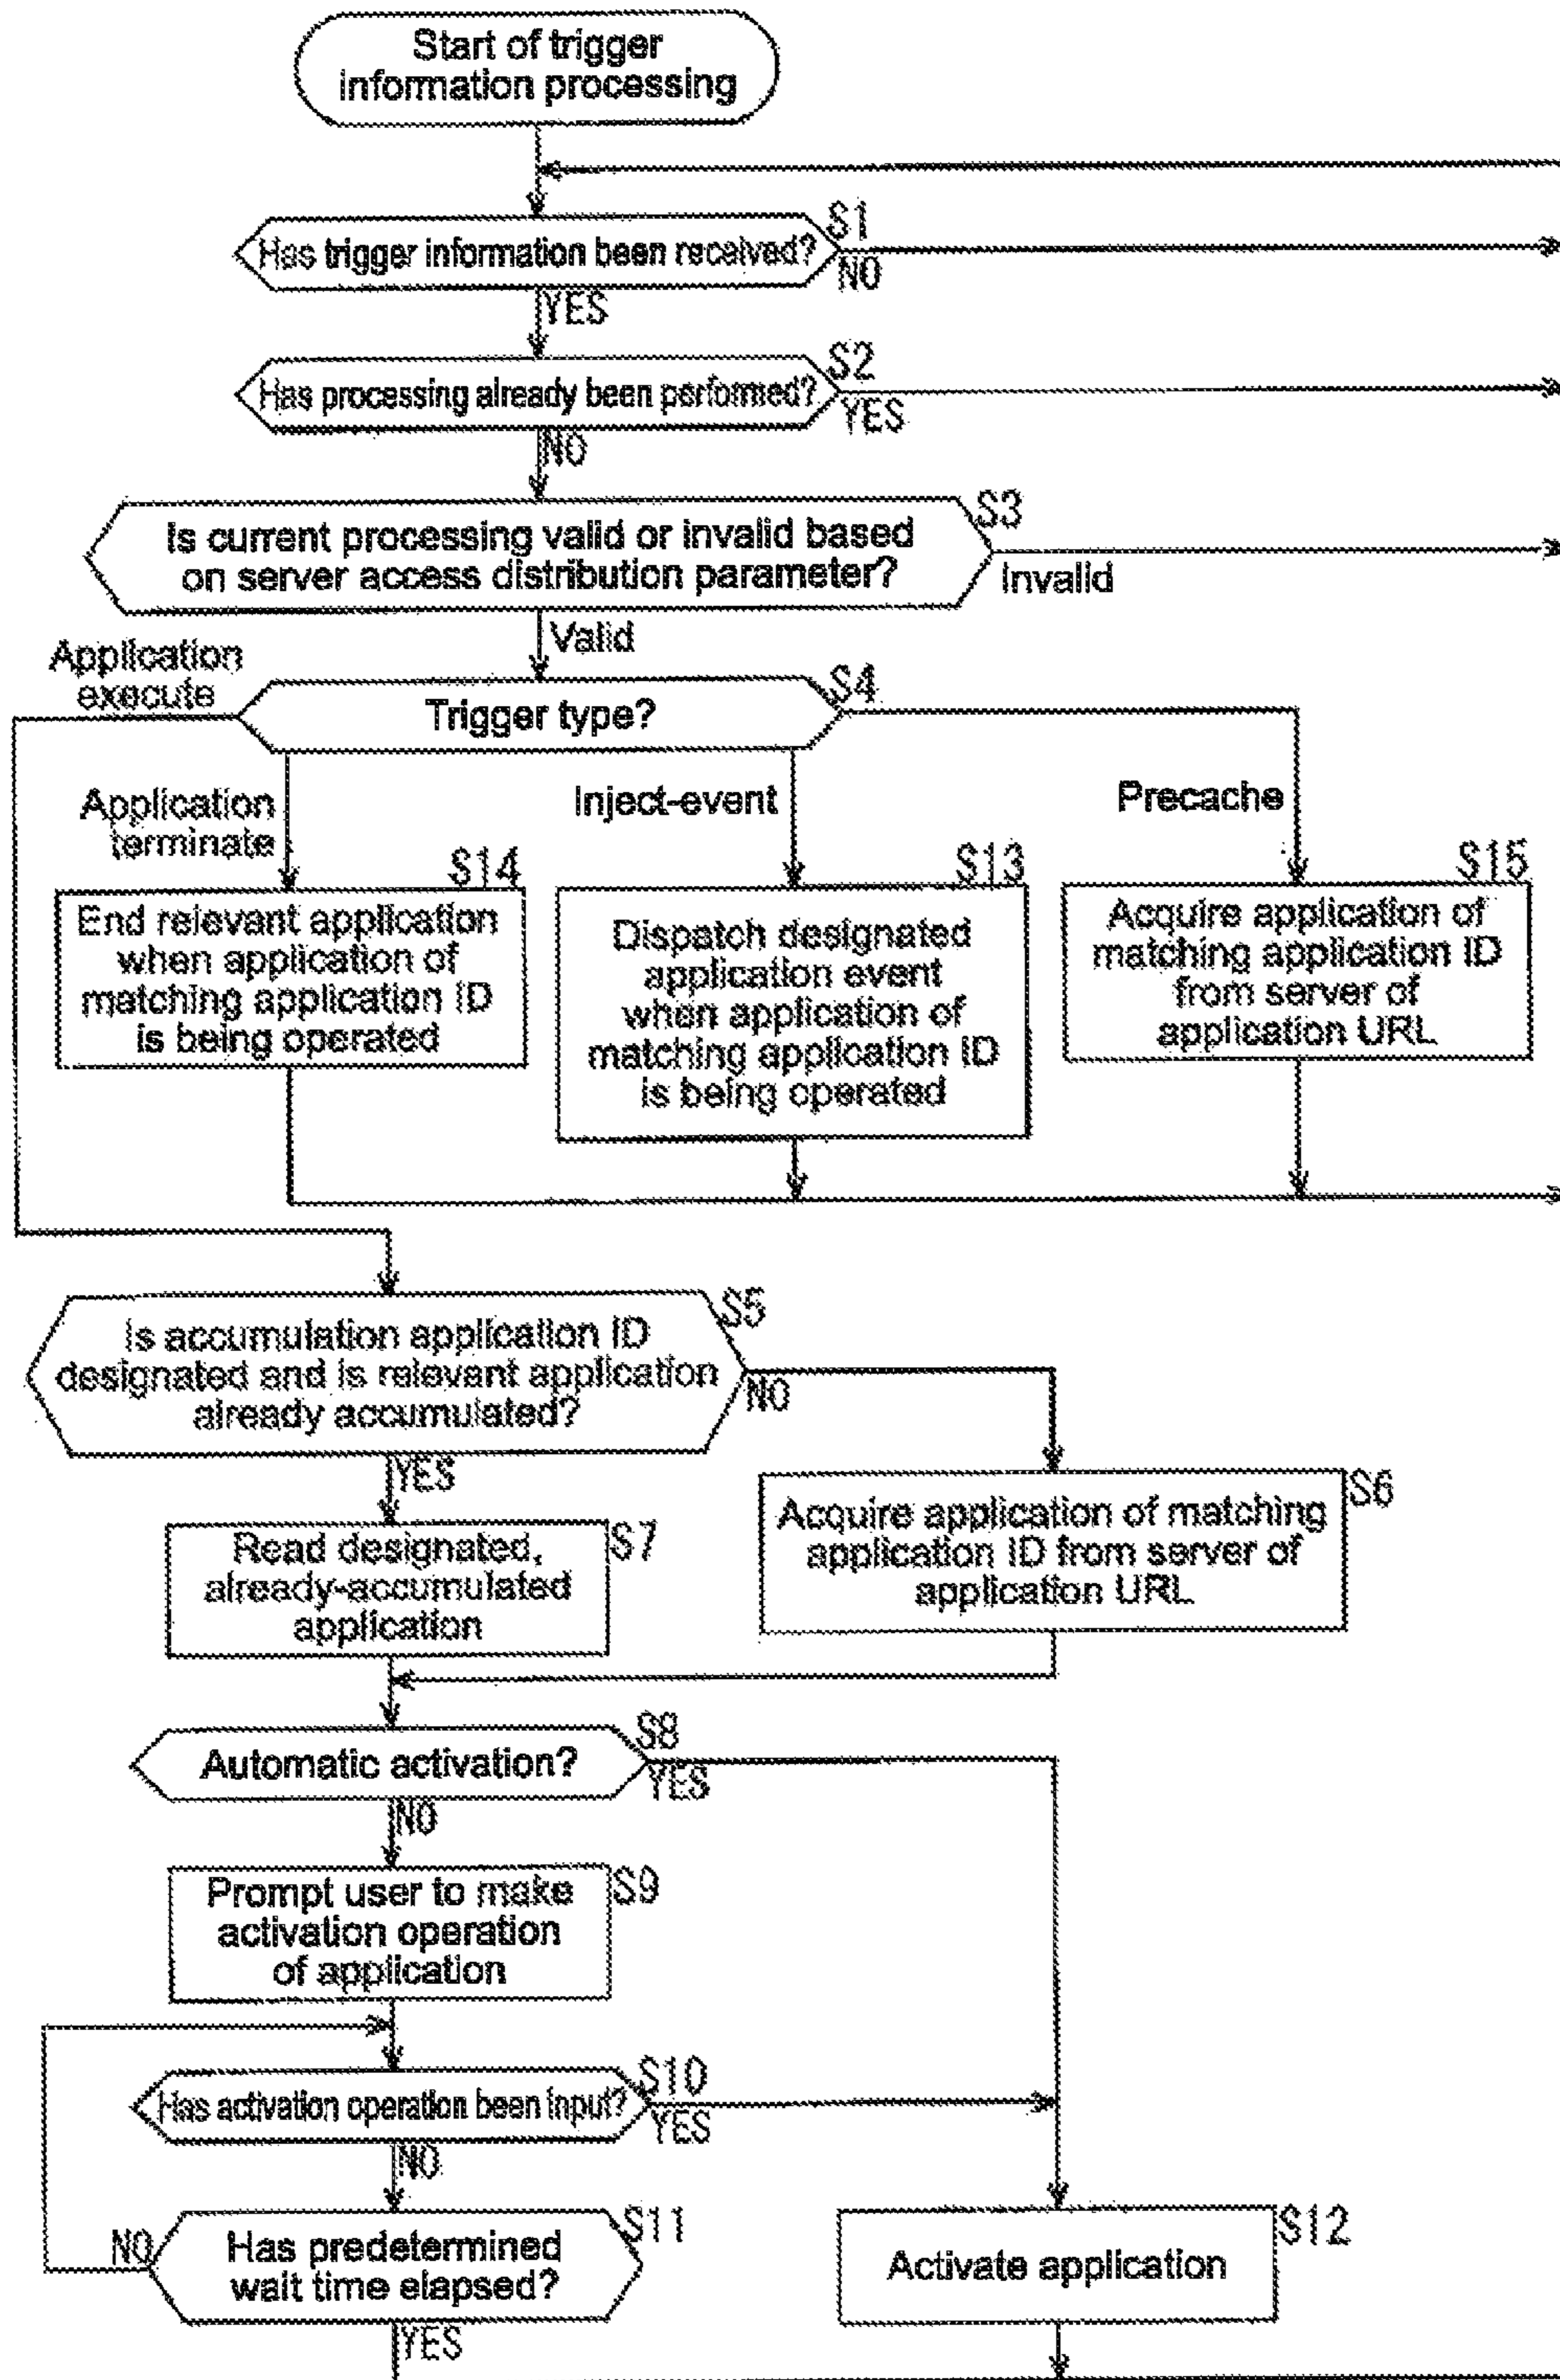 Start of trigger
information processing
S1
Has trigger information been received?
NO
YES
S2
Has processing already been performed?
YES
NO
S3
Is current processing valid or invalid based
on server access distribution parameter?
Invalid
Valid
Application
execute
S4
Trigger type?
Application
terminate
Inject-event
Precache
S14
End relevant application
when application of
matching application ID
is being operated
S13
Dispatch designated
application event
when application of
matching application ID
is being operated
S15
Acquire application of
matching application ID
from server of
application URL
S5
Is accumulation application ID
designated and is relevant application
already accumulated?
NO
YES
S7
Read designated,
already-accumulated
application
S6
Acquire application of matching
application ID from server of
application URL
S8
Automatic activation?
YES
NO
S9
Prompt user to make
activation operation
of application
S10
Has activation operation been input?
YES
NO
S11
NO
Has predetermined
wait time elapsed?
YES
S12
Activate application